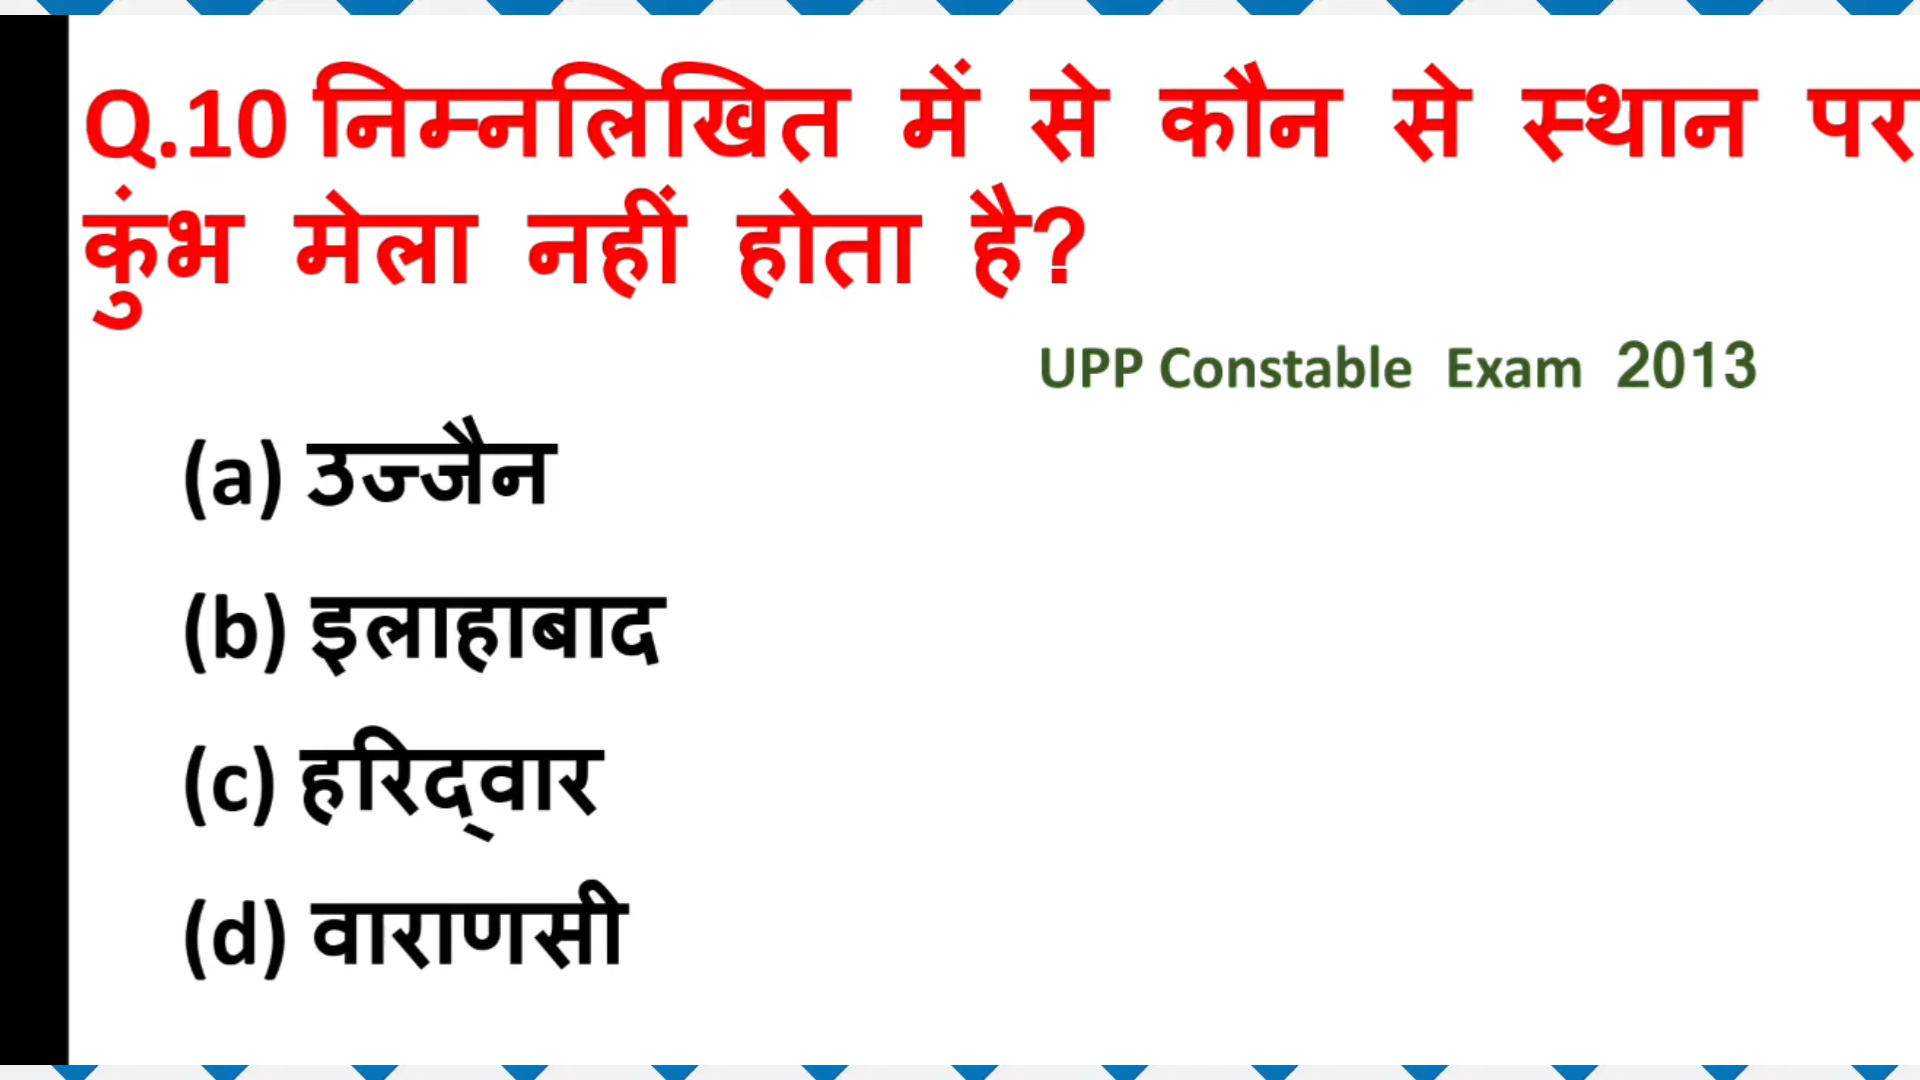 Q.10 निम्नलिखित में से कौन से स्थान पर
कुंभ मेला नहीं होता है?
UPP Constable Exam 2013
(a) उज्जैन
(b) इलाहाबाद
(c) हरिद्वार
(d) वाराणसी